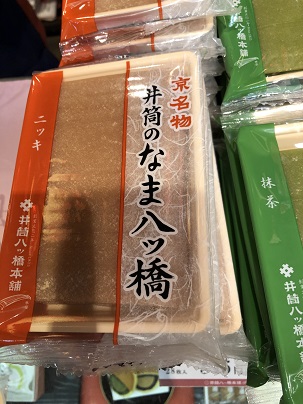 京名物
井筒のなま八ッ橋
ニッキ
井筒八ッ橋本舗
抹茶
井筒八ッ橋本舗